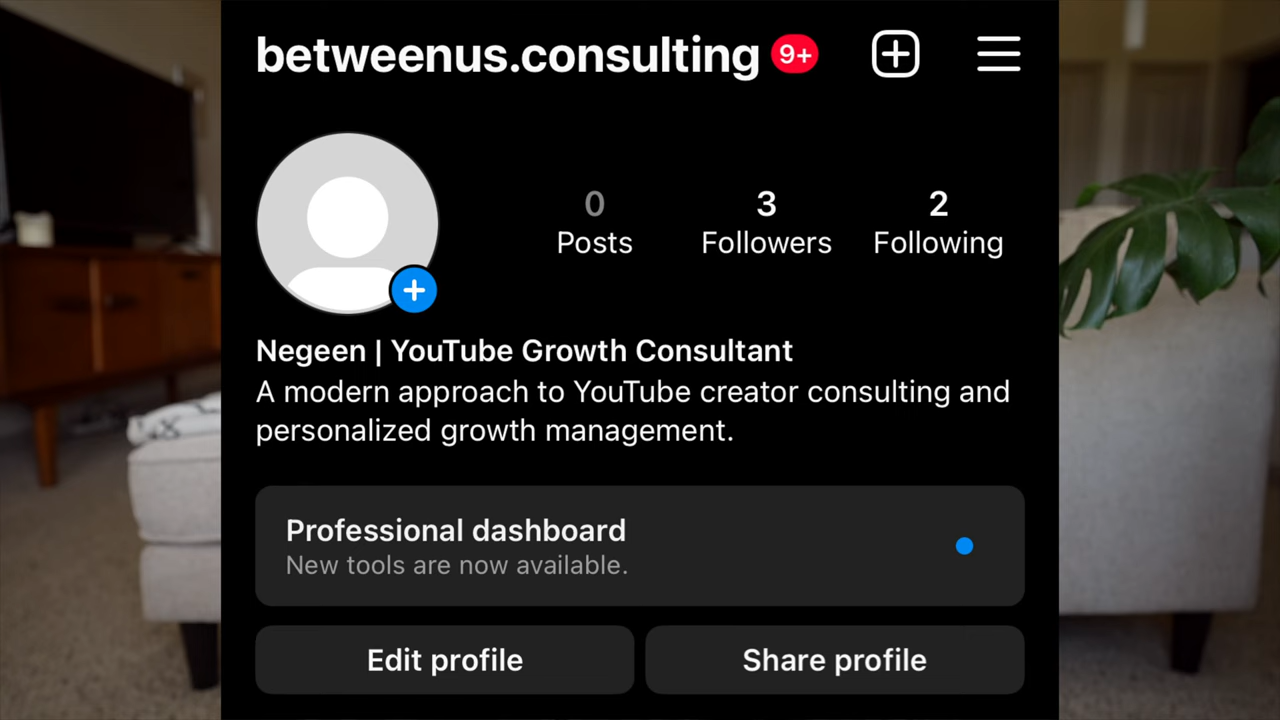 betweenus.consulting 9+
0 3 2
Posts Followers Following
Negeen | YouTube Growth Consultant
A modern approach to YouTube creator consulting and
personalized growth management.
Professional dashboard
New tools are now available.
Edit profile Share profile